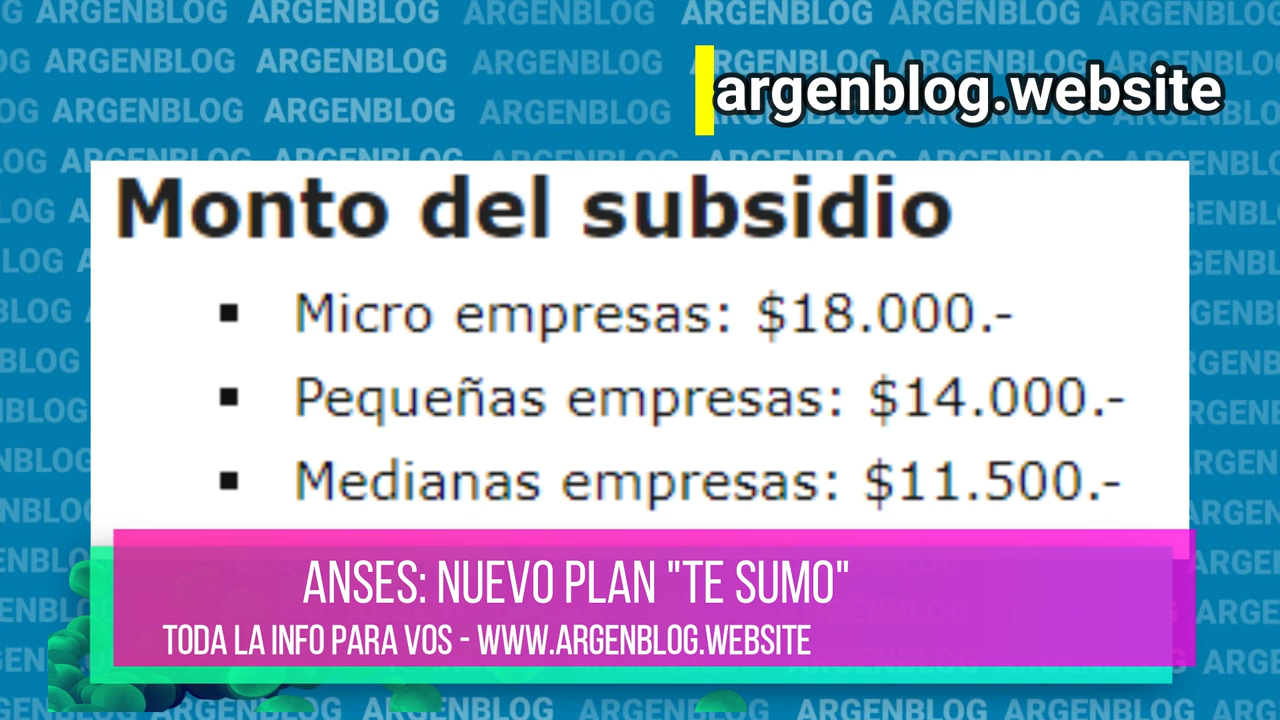 argenblog.website
Monto del subsidio
▪ Micro empresas: $18.000.-
▪ Pequeñas empresas: $14.000.-
▪ Medianas empresas: $11.500.-
ANSES: NUEVO PLAN "TE SUMO"
TODA LA INFO PARA VOS - WWW.ARGENBLOG.WEBSITE
ARGENBLOG